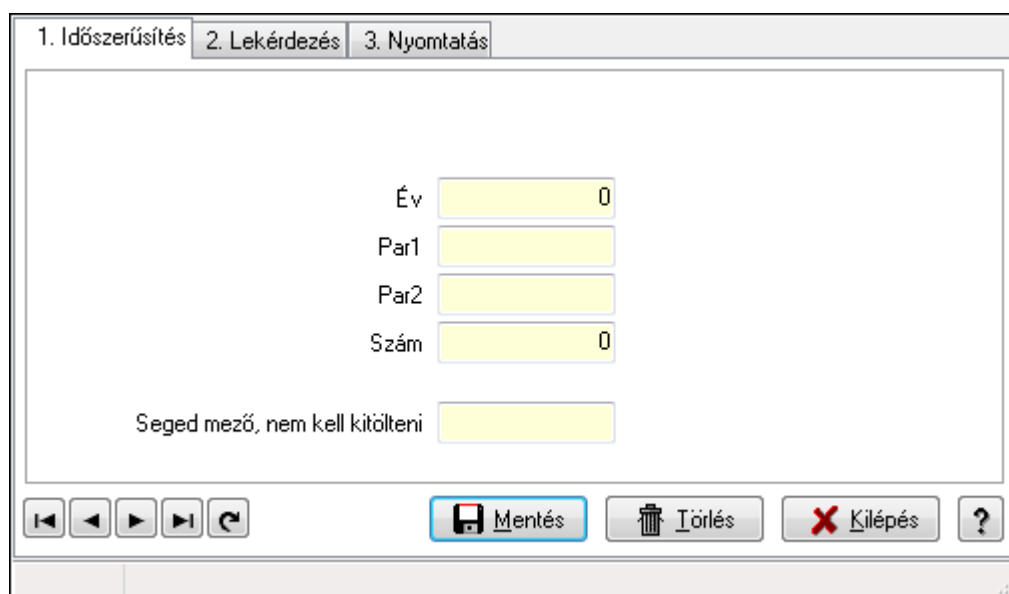 1. Időszerűsítés 2. Lekérdezés 3. Nyomtatás
Év 0
Par1
Par2
Szám 0
Seged mező, nem kell kitölteni
Mentés Törlés Kilépés ?